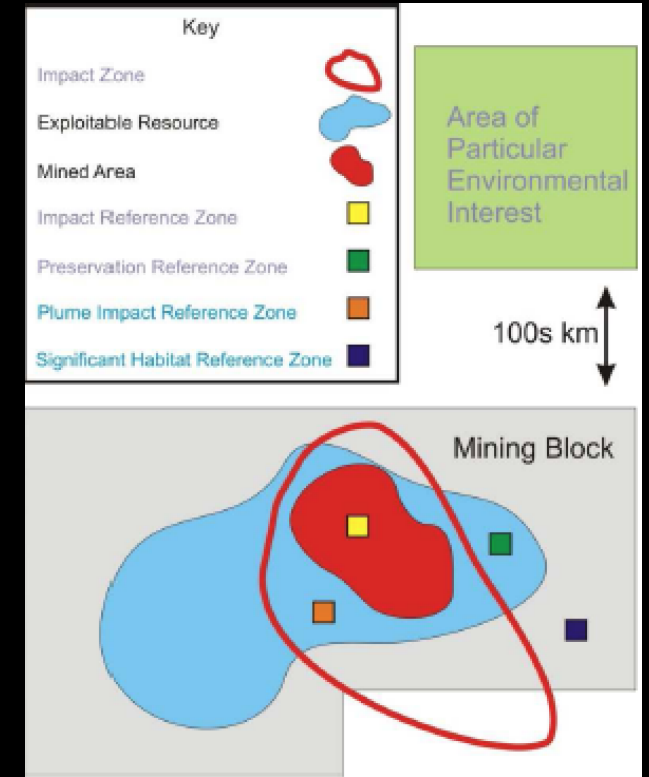 Key
Impact Zone
Exploitable Resource
Mined Area
Impact Reference Zone
Preservation Reference Zone
Plume Impact Reference Zone
Significant Habitat Reference Zone
Area of
Particular
Environmental
Interest
100s km
Mining Block